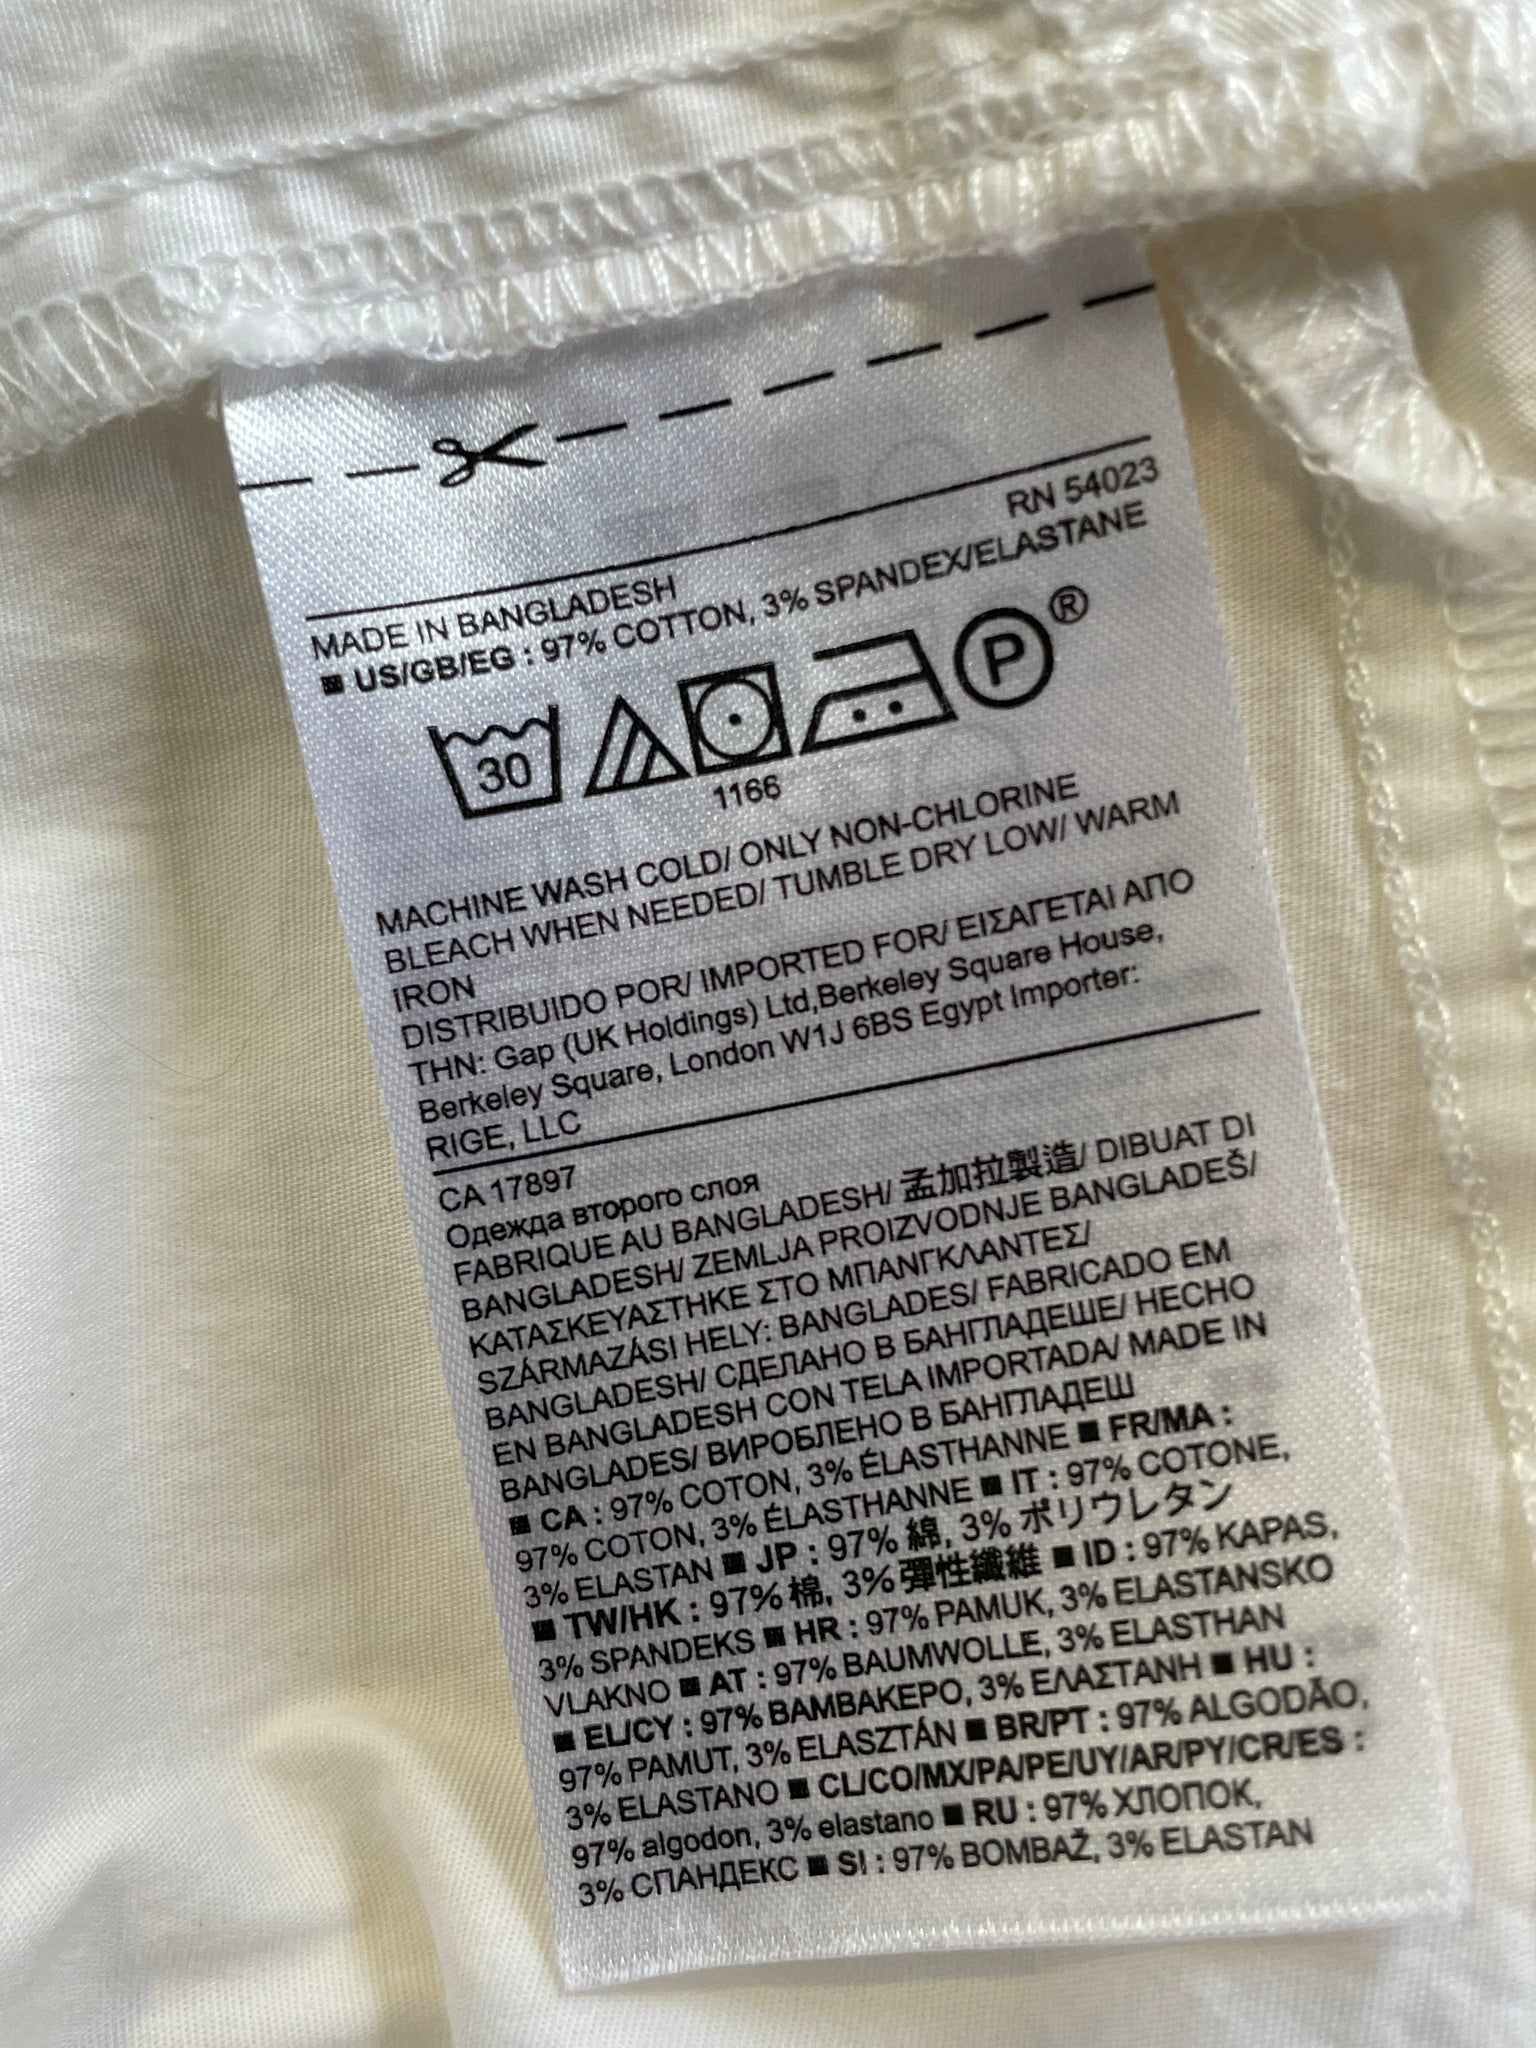 RN 54023
MADE IN BANGLADESH
■ US/GB/EG : 97% COTTON, 3% SPANDEX/ELASTANE
30 P ®
1166
MACHINE WASH COLD/ ONLY NON-CHLORINE
BLEACH WHEN NEEDED/ TUMBLE DRY LOW/ WARM
IRON
DISTRIBUIDO POR/ IMPORTED FOR/ ΕΙΣΑΓΕΤΑΙ ΑΠΟ
ΤΗΝ: Gap (UK Holdings) Ltd,Berkeley Square House,
Berkeley Square, London W1J 6BS Egypt Importer:
RIGE, LLC
CA 17897
Одежда второго слоя
FABRIQUE AU BANGLADESH/ 孟加拉製造/ DIBUAT DI
BANGLADESH/ ZEMLJA PROIZVODNJE BANGLADEŠ/
ΚΑΤΑΣΚΕΥΑΣΤΗΚΕ ΣΤΟ ΜΠΑΝΓΚΛΑΝΤΕΣ/
SZÁRMAZÁSI HELY: BANGLADES/ FABRICADO EM
BANGLADESH/ СДЕЛАНО В БАНГЛАДЕШЕ/ HECHO
EN BANGLADESH CON TELA IMPORTADA/ MADE IN
BANGLADES/ ВИРОБЛЕНО В БАНГЛАДЕШ
■ CA : 97% COTON, 3% ÉLASTHANNE ■ FR/MA :
97% COTON, 3% ÉLASTHANNE ■ IT : 97% COTONE,
3% ELASTAN ■ JP : 97% 綿, 3% ポリウレタン
■ TW/HK : 97% 棉, 3% 彈性纖維 ■ ID : 97% KAPAS,
3% SPANDEKS ■ HR : 97% PAMUK, 3% ELASTANSKO
VLAKNO ■ AT : 97% BAUMWOLLE, 3% ELASTHAN
■ EL/CY : 97% ΒΑΜΒΑΚΕΡΟ, 3% ΕΛΑΣΤΑΝΗ ■ HU :
97% PAMUT, 3% ELASZTÁN ■ BR/PT : 97% ALGODÃO,
3% ELASTANO ■ CL/CO/MX/PA/PE/UY/AR/PY/CR/ES :
97% algodon, 3% elastano ■ RU : 97% ХЛОПОК,
3% СПАНДЕКС ■ SI : 97% BOMBAŽ, 3% ELASTAN